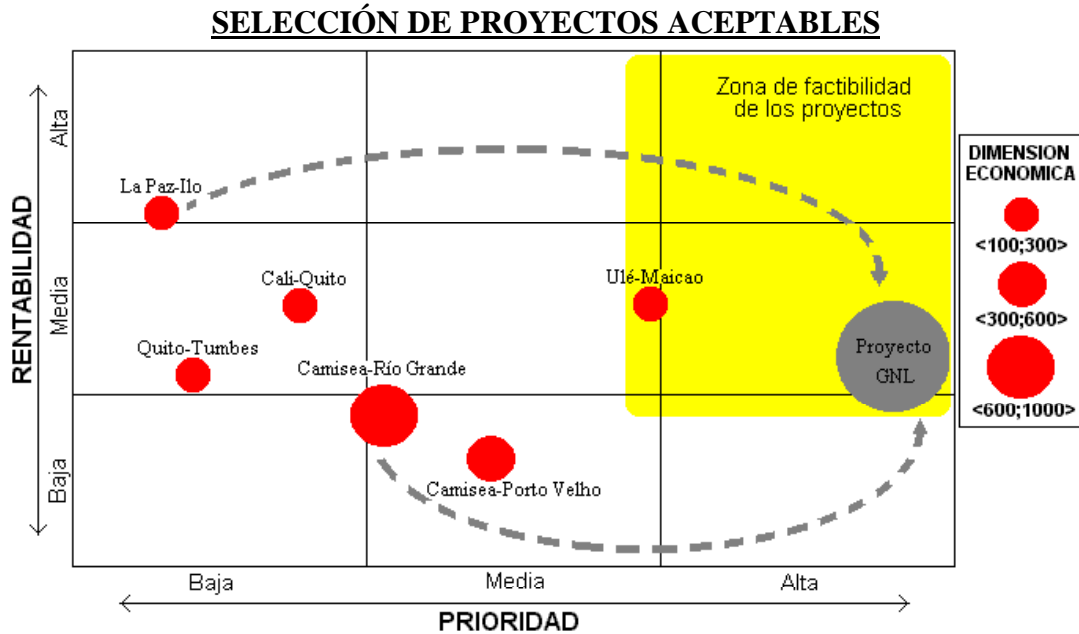 SELECCIÓN DE PROYECTOS ACEPTABLES
Zona de factibilidad
de los proyectos
RENTABILIDAD
Alta
Media
Baja
La Paz-Ilo
Cali-Quito
Ulé-Maicao
Quito-Tumbes
Camisea-Río Grande
Proyecto
GNL
Camisea-Porto Velho
DIMENSION
ECONOMICA
<100;300>
<300;600>
<600;1000>
Baja
Media
Alta
PRIORIDAD